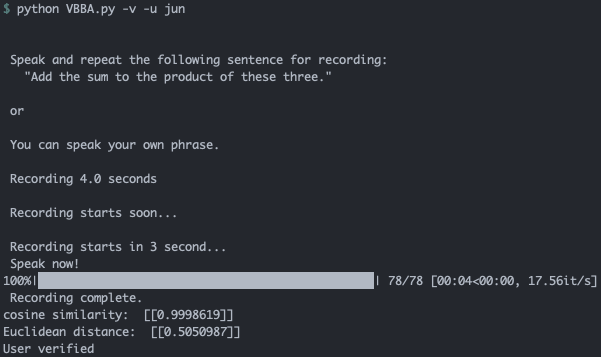 $ python VBBA.py -v -u jun
Speak and repeat the following sentence for recording:
"Add the sum to the product of these three."
or
You can speak your own phrase.
Recording 4.0 seconds
Recording starts soon...
Recording starts in 3 second...
Speak now!
100%|                    | 78/78 [00:04<00:00, 17.56it/s]
Recording complete.
cosine similarity:  [[0.9998619]]
Euclidean distance:  [[0.5050987]]
User verified